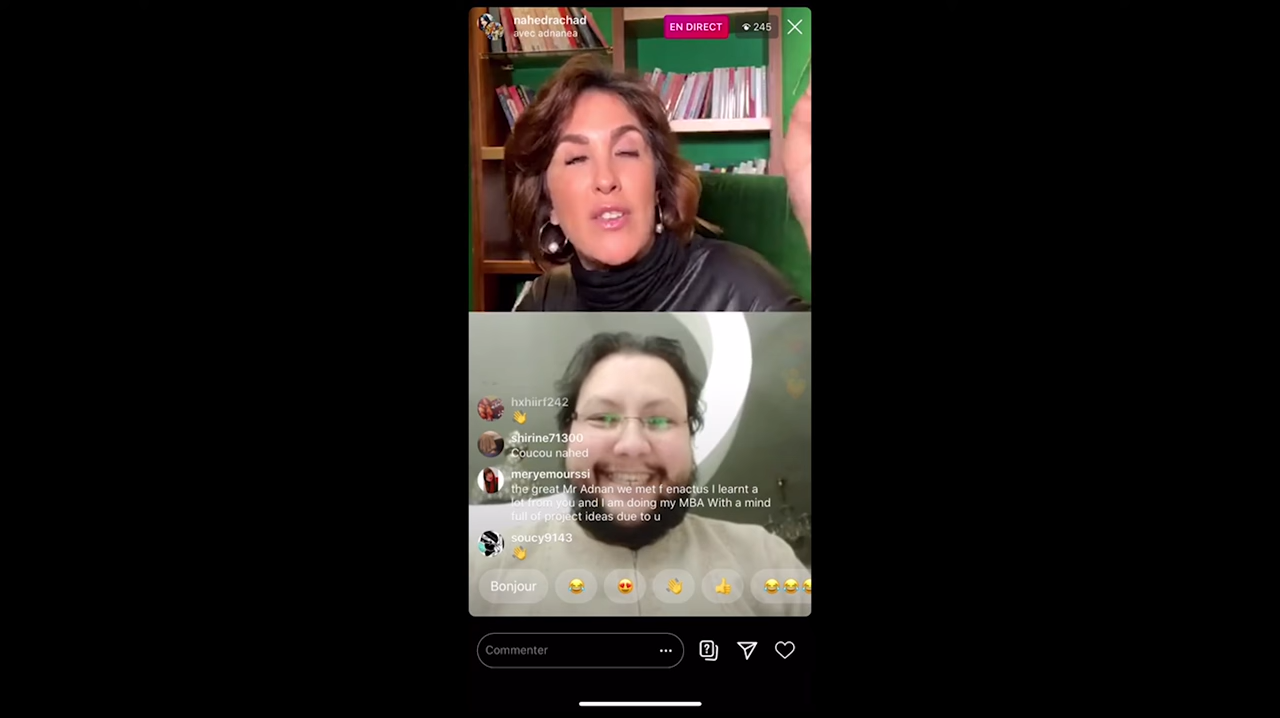 nahedrachad
avec adnanea
EN DIRECT
245
hxhiirf242
👋
shirine71300
Coucou nahed
meryemourssi
the great Mr Adnan we met f enactus I learnt a
lot from you and I am doing my MBA With a mind
full of project ideas due to u
soucy9143
👋
Bonjour 😂 😍 👏 👍 😂😂😂
Commenter